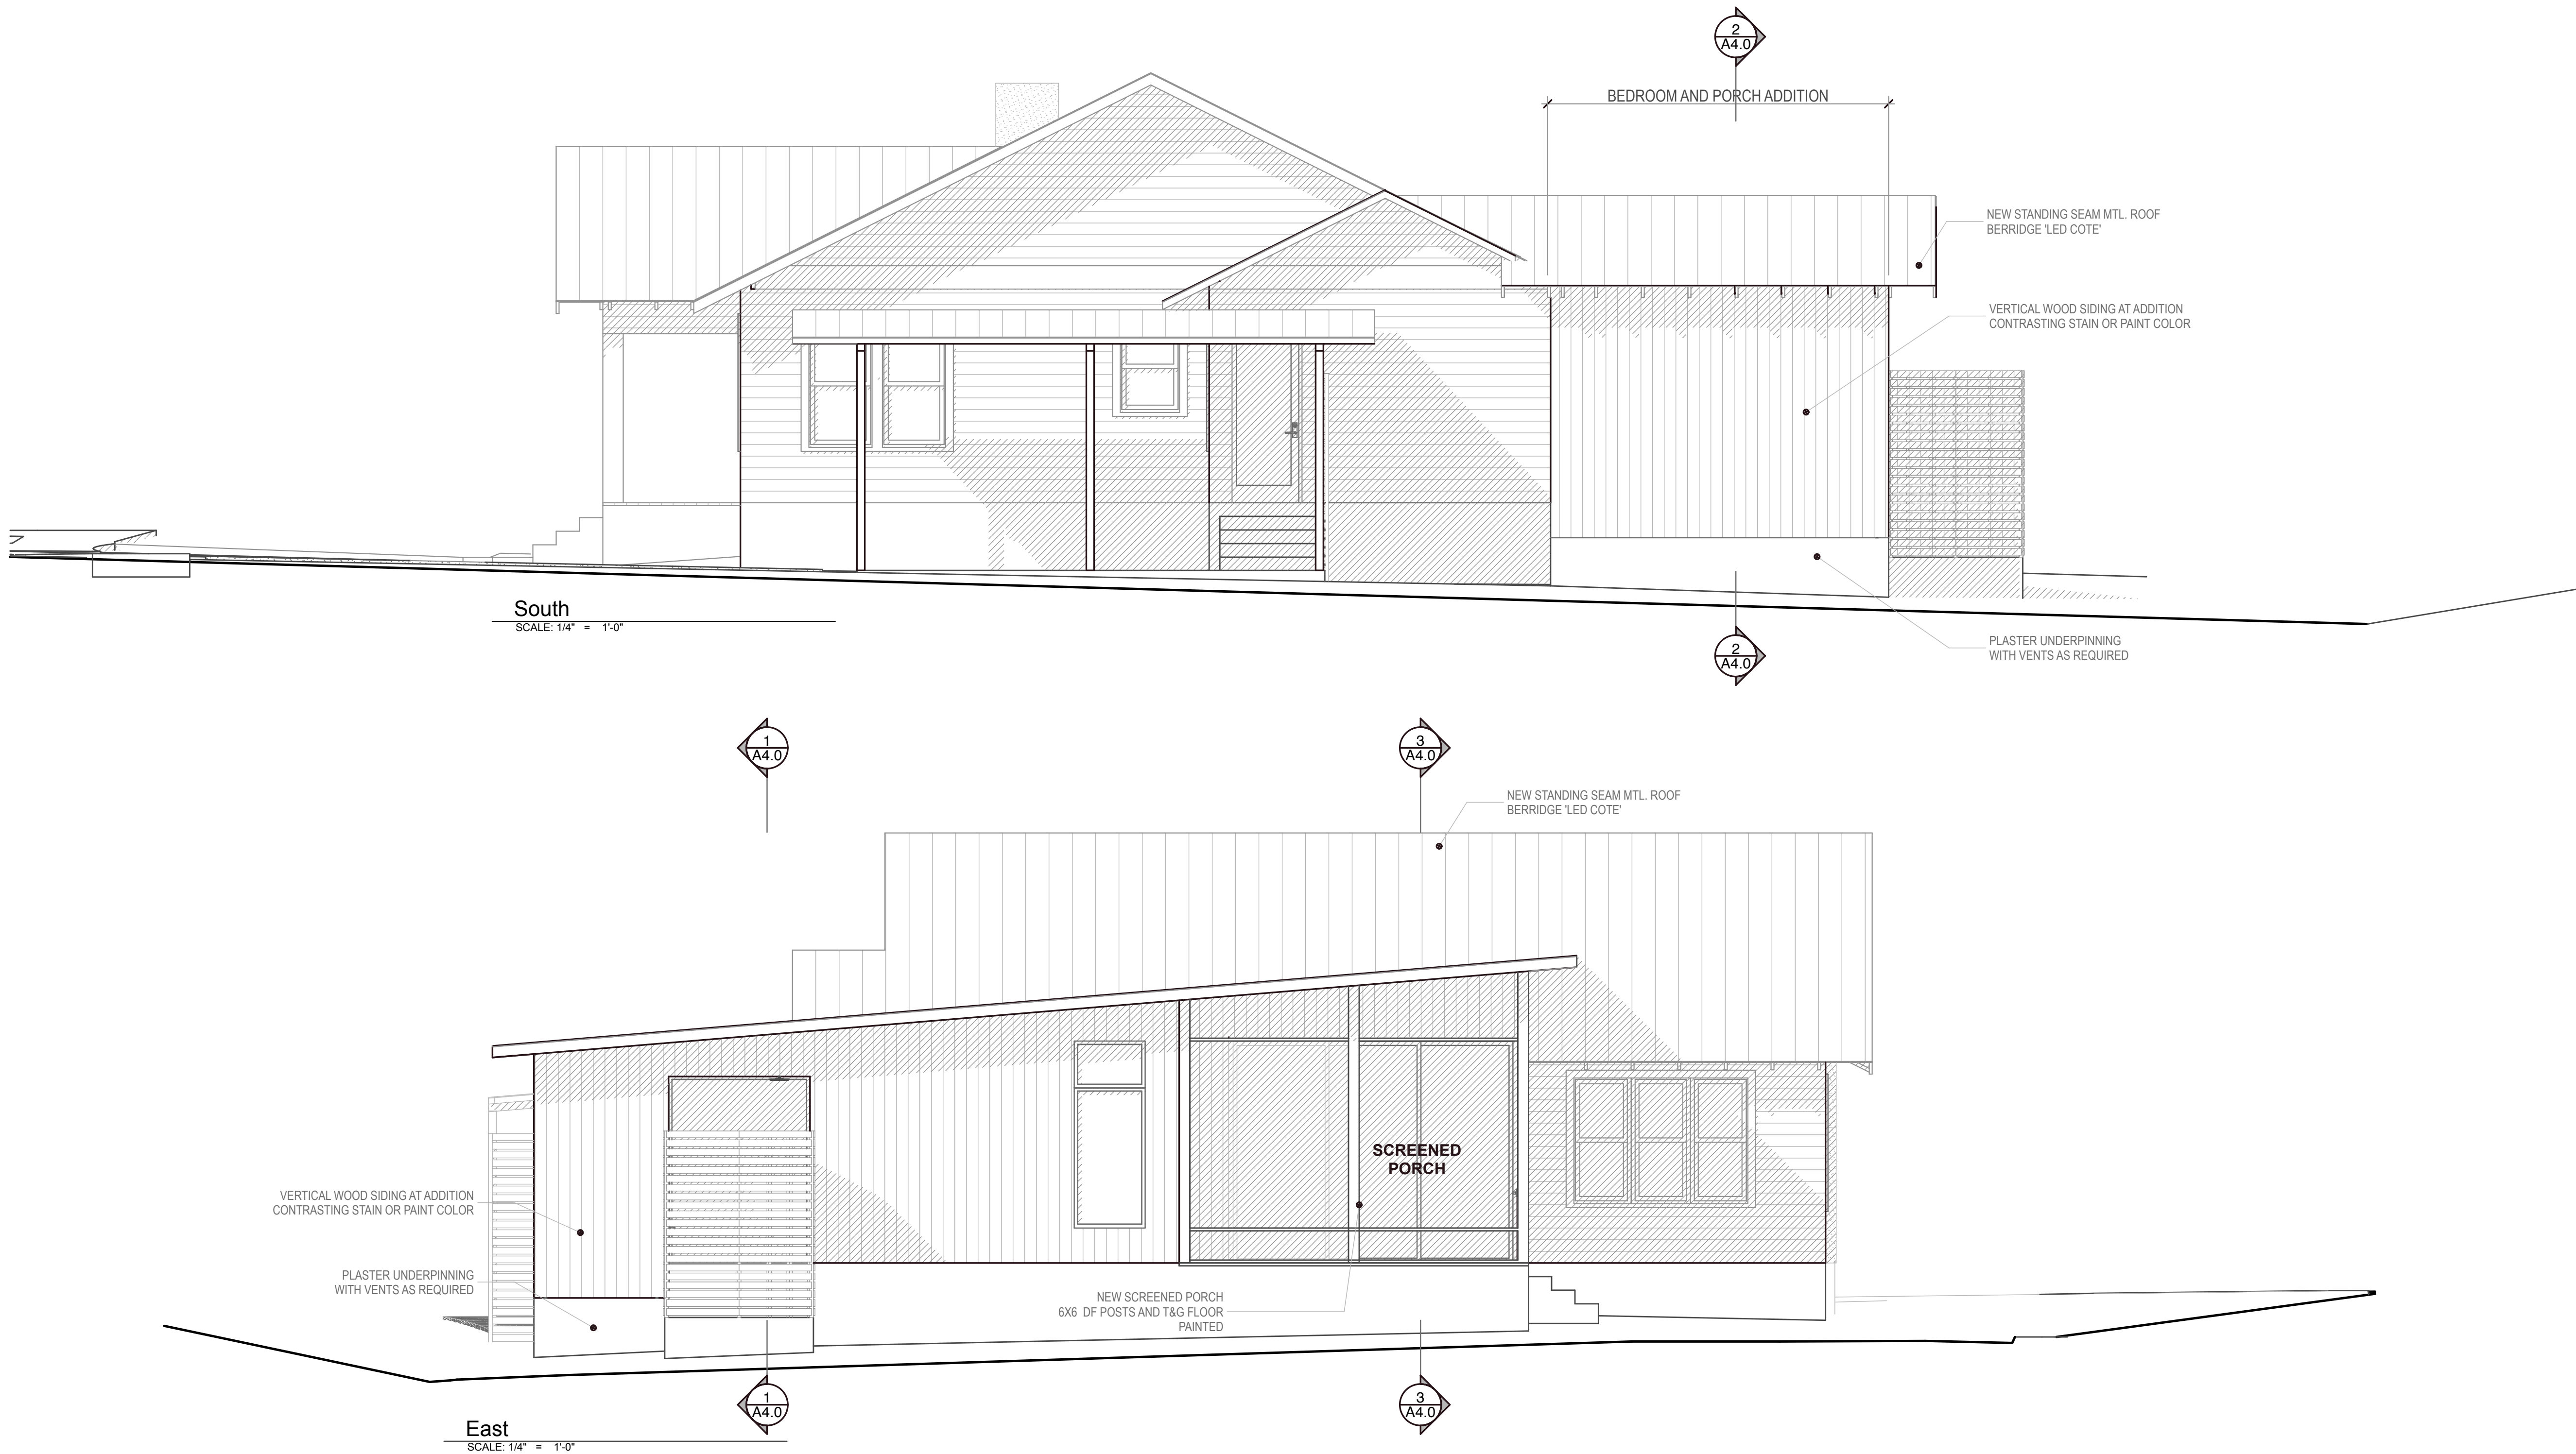 2
A4.0
BEDROOM AND PORCH ADDITION
NEW STANDING SEAM MTL. ROOF
BERRIDGE 'LED COTE'
VERTICAL WOOD SIDING AT ADDITION
CONTRASTING STAIN OR PAINT COLOR
South
SCALE: 1/4" = 1'-0"
2
A4.0
PLASTER UNDERPINNING
WITH VENTS AS REQUIRED
1
A4.0
3
A4.0
NEW STANDING SEAM MTL. ROOF
BERRIDGE 'LED COTE'
SCREENED
PORCH
VERTICAL WOOD SIDING AT ADDITION
CONTRASTING STAIN OR PAINT COLOR
PLASTER UNDERPINNING
WITH VENTS AS REQUIRED
NEW SCREENED PORCH
6X6 DF POSTS AND T&G FLOOR
PAINTED
1
A4.0
3
A4.0
East
SCALE: 1/4" = 1'-0"